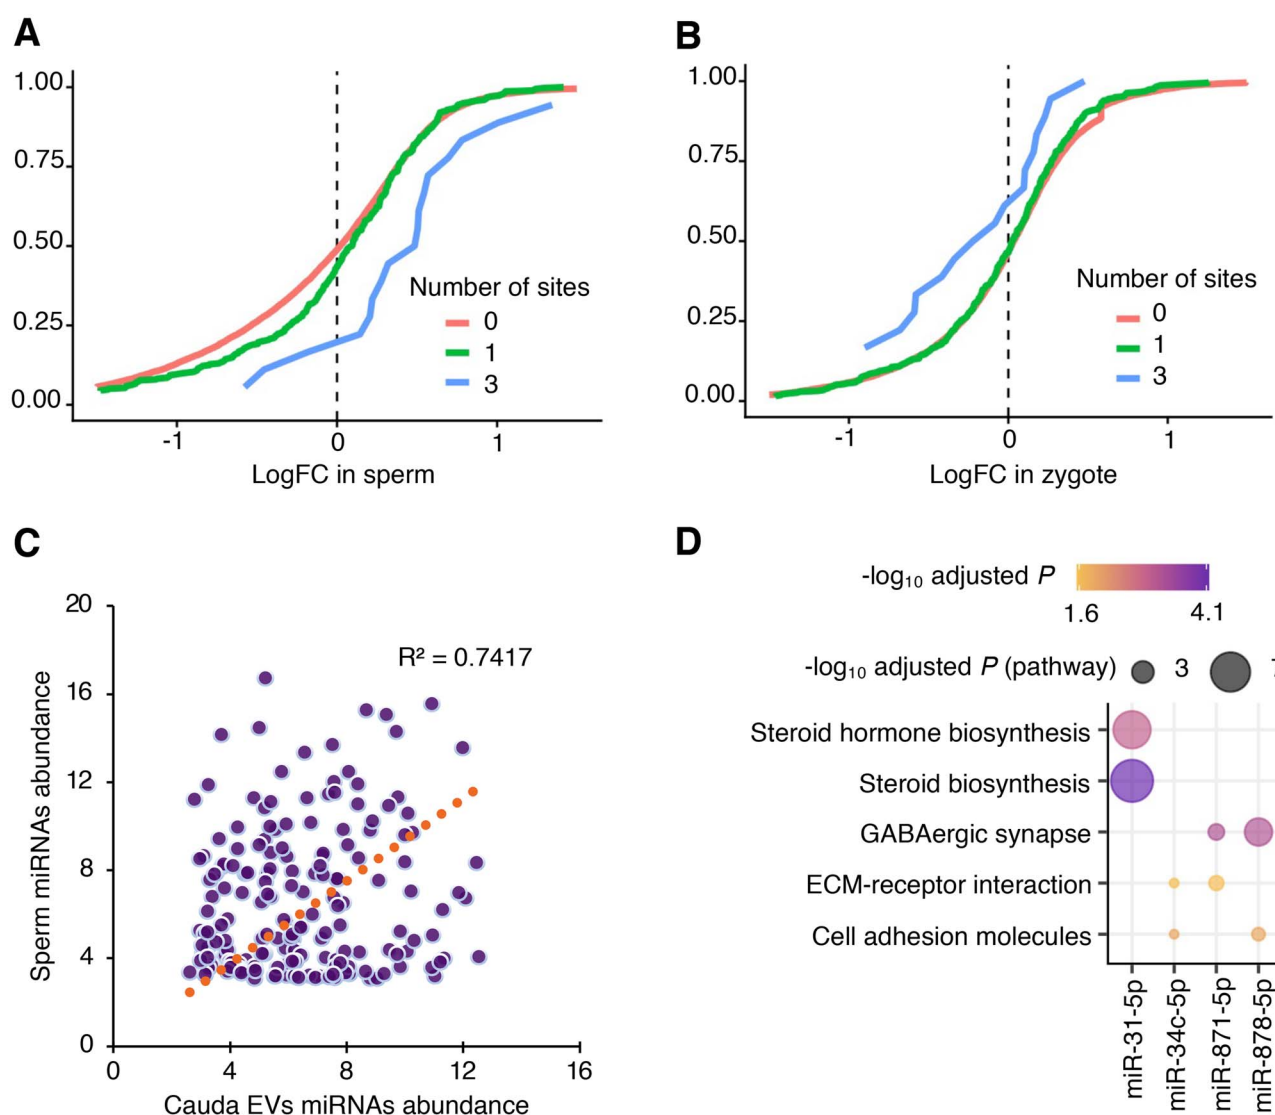 A
1.00
0.75
0.50
0.25
0.00
-1
0
1
LogFC in sperm
Number of sites
0
1
3
B
1.00
0.75
0.50
0.25
0.00
-1
0
1
LogFC in zygote
Number of sites
0
1
3
C
20
16
12
8
4
0
0
4
8
12
16
R² = 0.7417
Sperm miRNAs abundance
Cauda EVs miRNAs abundance
D
-log₁₀ adjusted P
1.6
4.1
-log₁₀ adjusted P (pathway)
3
Steroid hormone biosynthesis
Steroid biosynthesis
GABAergic synapse
ECM-receptor interaction
Cell adhesion molecules
miR-31-5p
miR-34c-5p
miR-871-5p
miR-878-5p